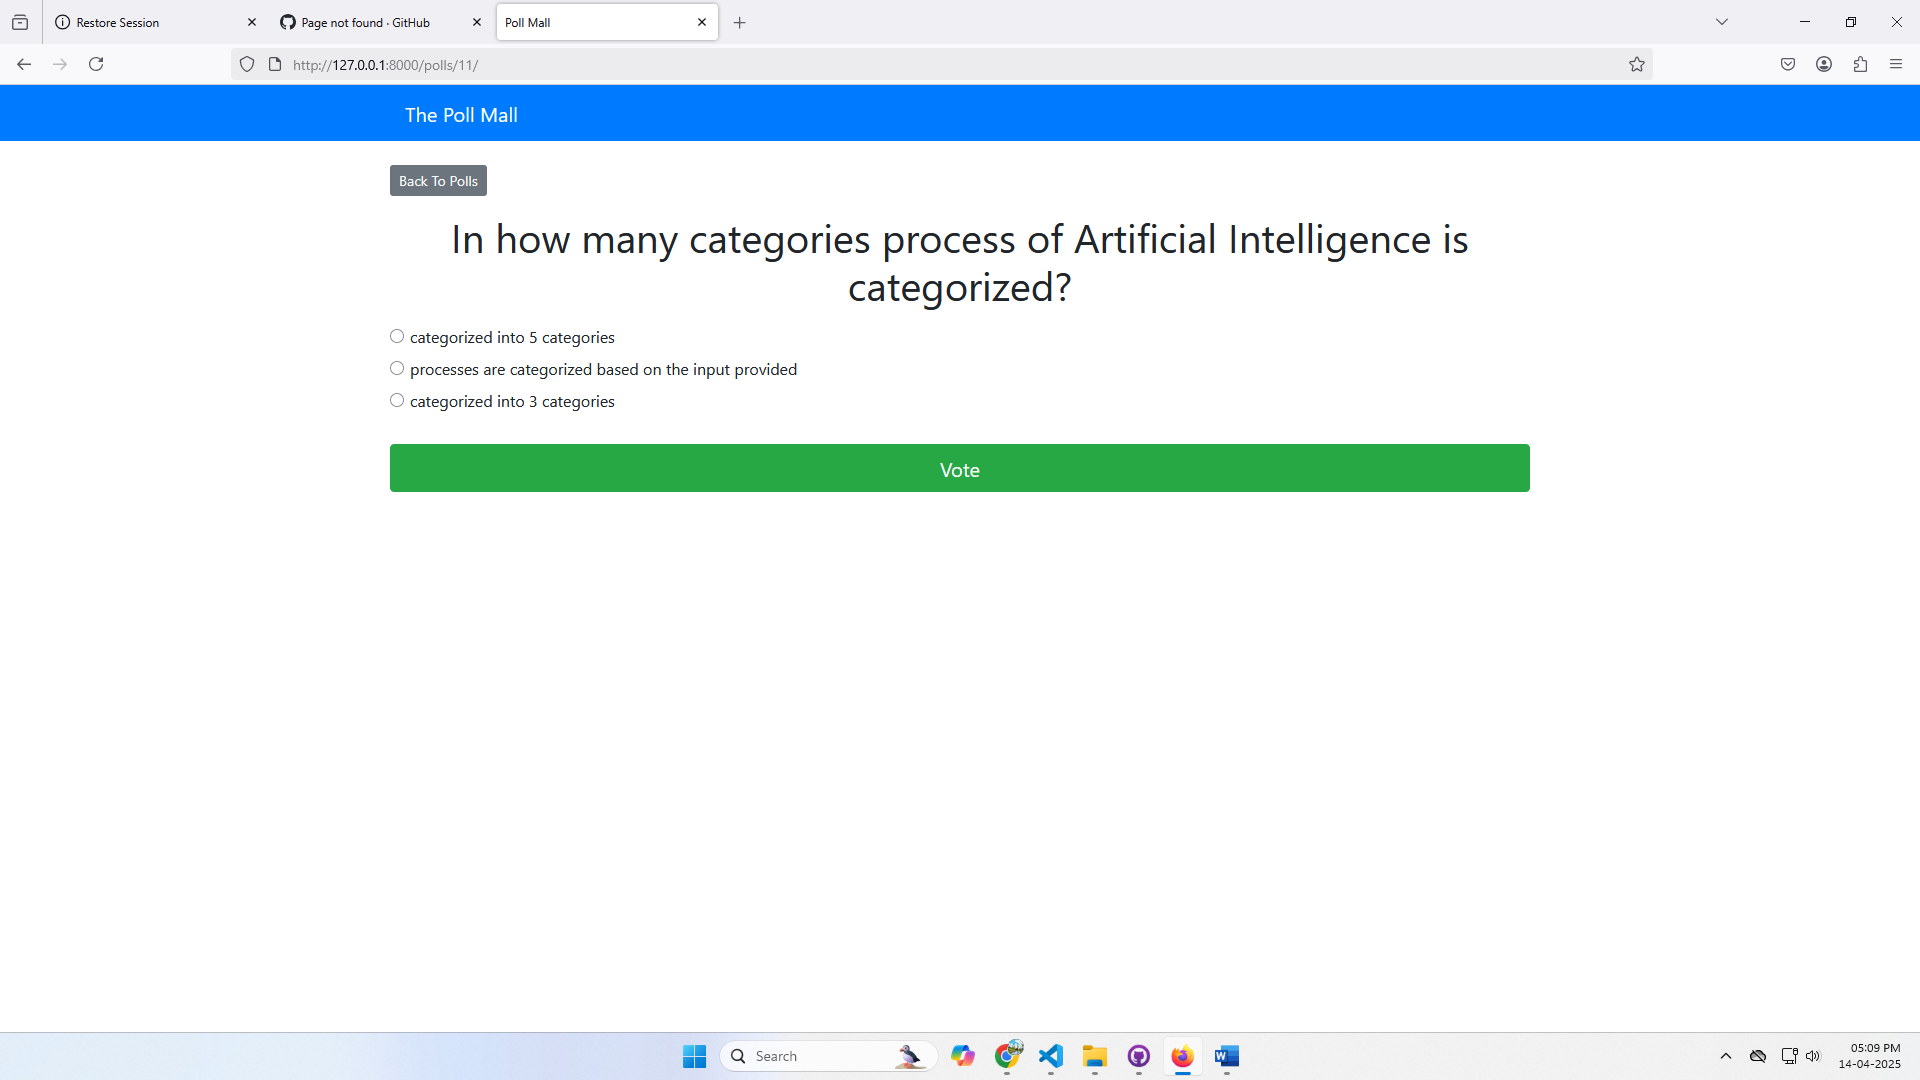 Restore Session
Page not found · GitHub
Poll Mall
http://127.0.0.1:8000/polls/11/
The Poll Mall
Back To Polls
In how many categories process of Artificial Intelligence is
categorized?
categorized into 5 categories
processes are categorized based on the input provided
categorized into 3 categories
Vote
Search
05:09 PM
14-04-2025